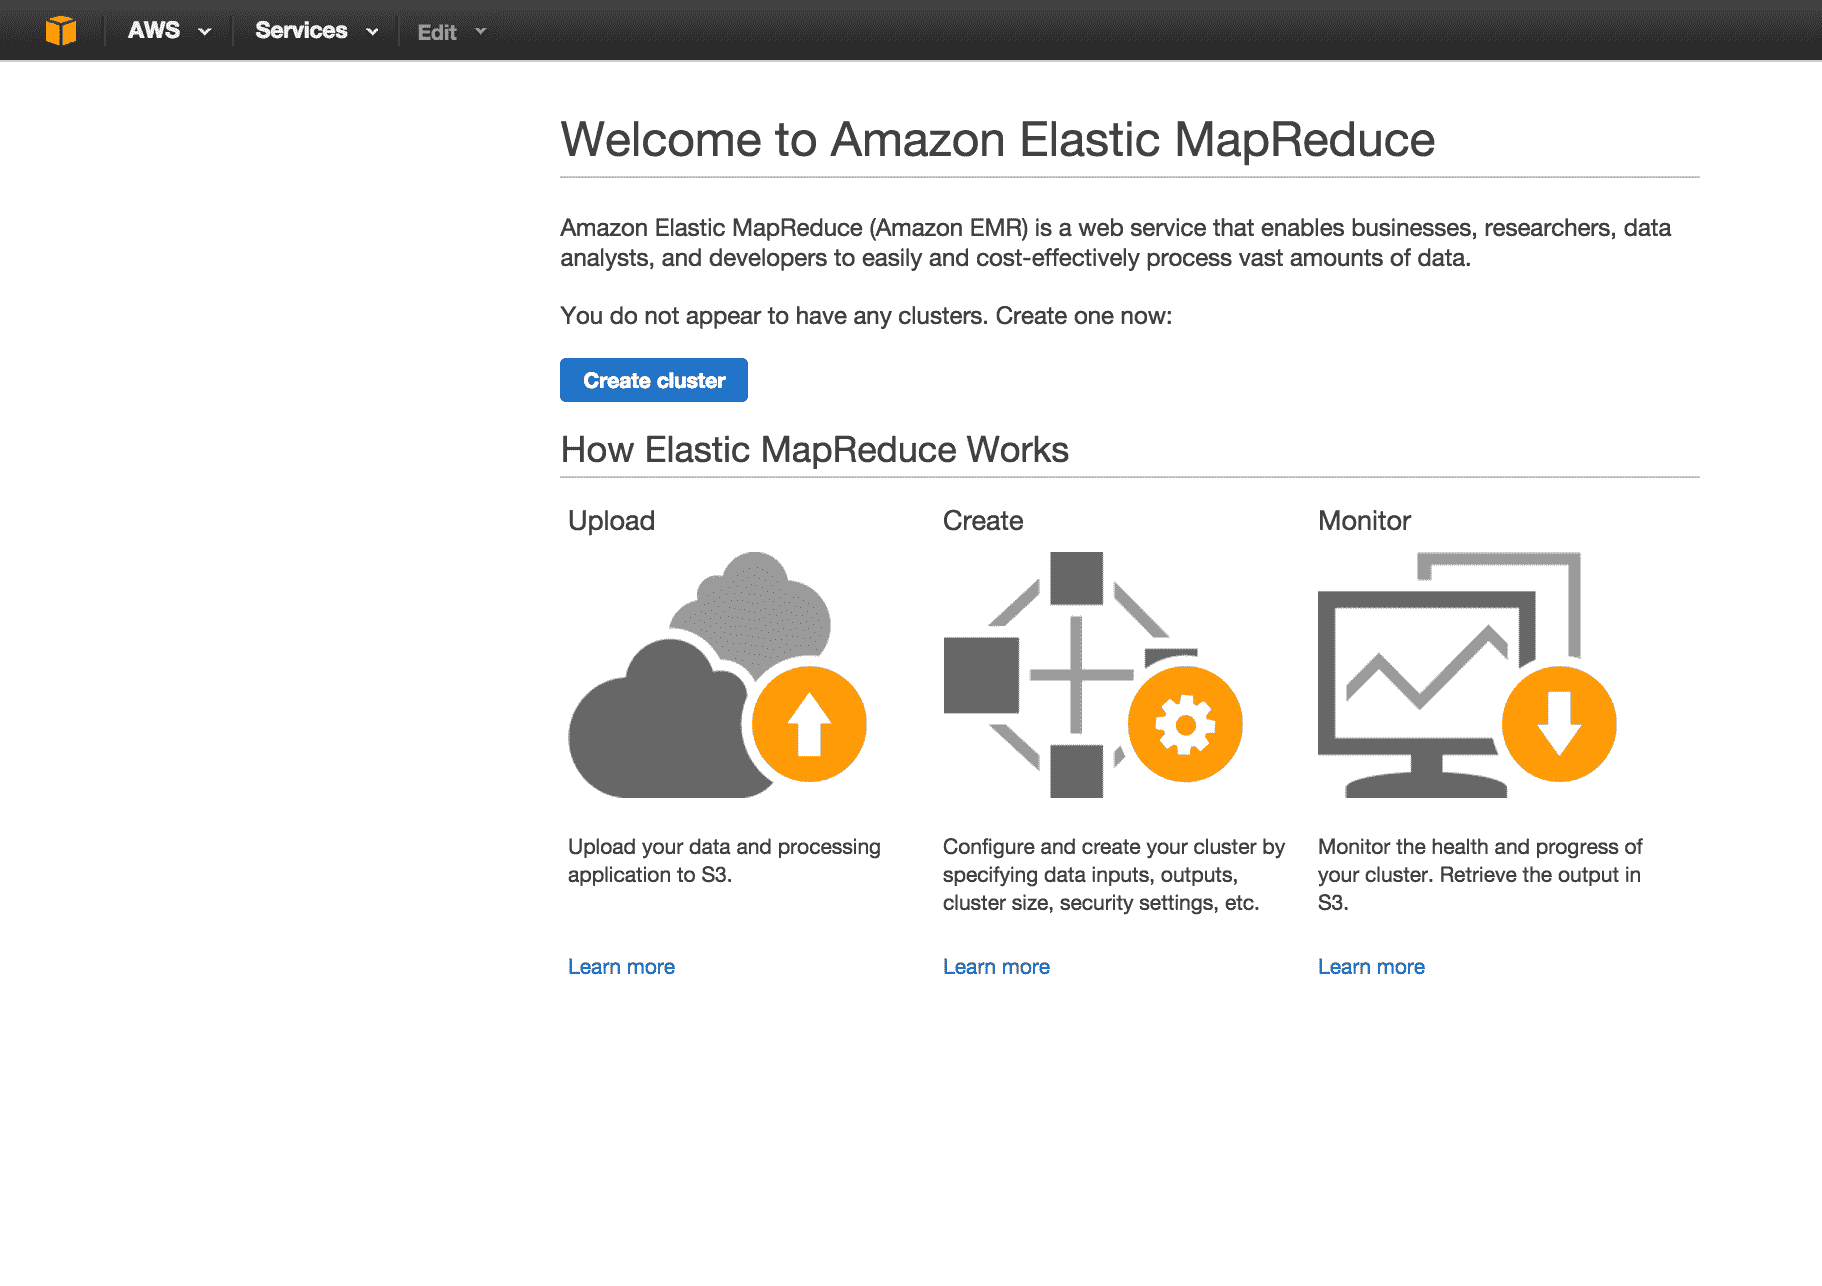 AWS Services Edit
Welcome to Amazon Elastic MapReduce
Amazon Elastic MapReduce (Amazon EMR) is a web service that enables businesses, researchers, data
analysts, and developers to easily and cost-effectively process vast amounts of data.
You do not appear to have any clusters. Create one now:
Create cluster
How Elastic MapReduce Works
Upload
Upload your data and processing
application to S3.
Learn more
Create
Configure and create your cluster by
specifying data inputs, outputs,
cluster size, security settings, etc.
Learn more
Monitor
Monitor the health and progress of
your cluster. Retrieve the output in
S3.
Learn more